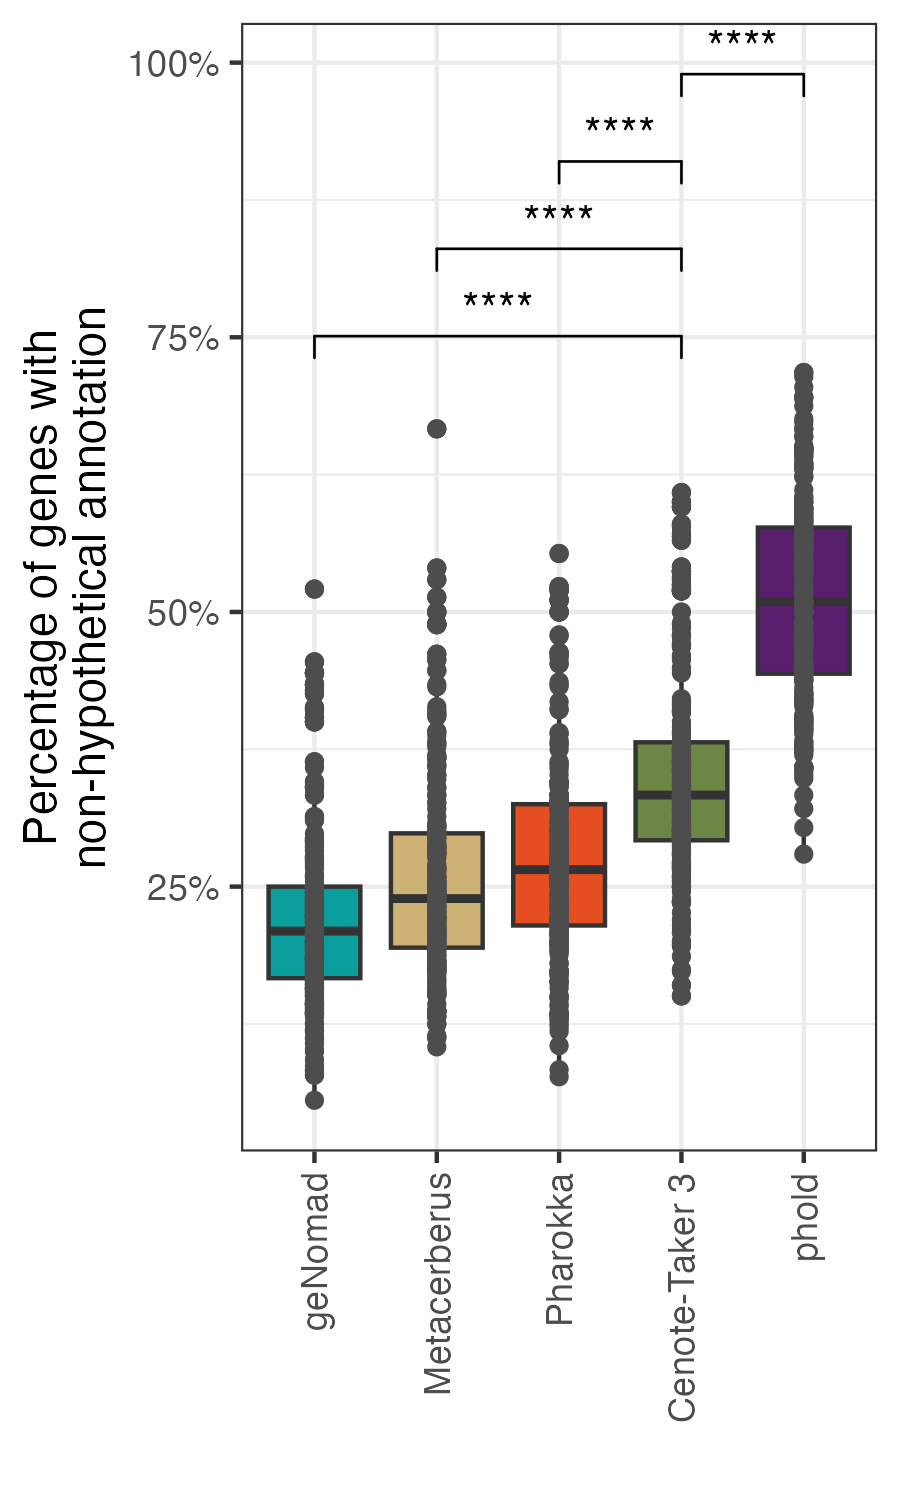 Percentage of genes with
non-hypothetical annotation
100%
75%
50%
25%
****
****
****
****
geNomad
Metacerberus
Pharokka
Cenote-Taker 3
phold